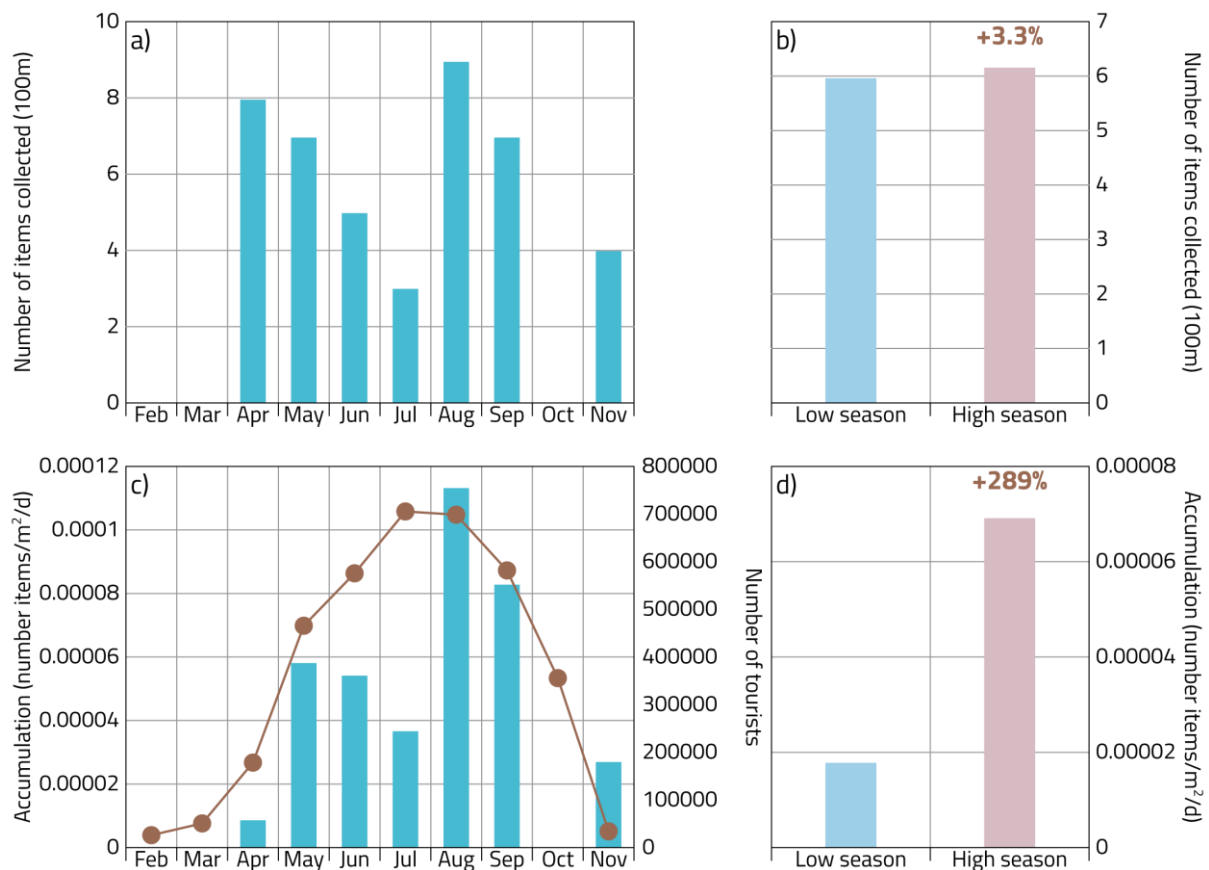 a)
Number of items collected (100m)
10
8
6
4
2
0
Feb Mar Apr May Jun Jul Aug Sep Oct Nov
b)
+3.3%
7
6
5
4
3
2
1
0
Number of items collected (100m)
Low season High season
c)
Accumulation (number items/m²/d)
0.00012
0.0001
0.00008
0.00006
0.00004
0.00002
0
800000
700000
600000
500000
400000
300000
200000
100000
0
Number of tourists
Feb Mar Apr May Jun Jul Aug Sep Oct Nov
d)
+289%
0.00008
0.00006
0.00004
0.00002
0
Accumulation (number items/m²/d)
Low season High season